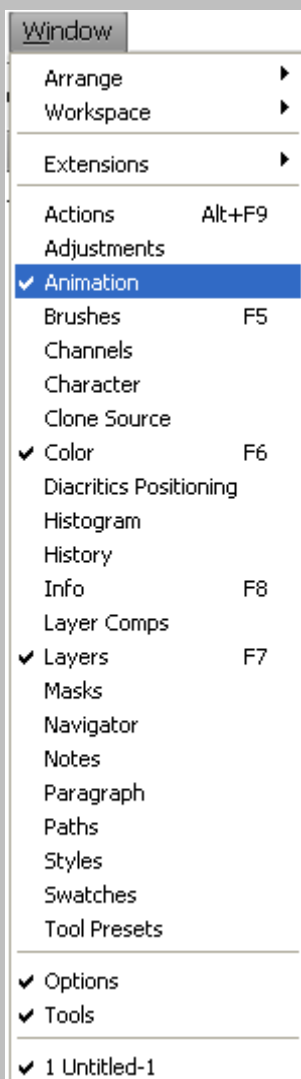 Window
Arrange
Workspace
Extensions
Actions Alt+F9
Adjustments
Animation
Brushes F5
Channels
Character
Clone Source
Color F6
Diacritics Positioning
Histogram
History
Info F8
Layer Comps
Layers F7
Masks
Navigator
Notes
Paragraph
Paths
Styles
Swatches
Tool Presets
Options
Tools
1 Untitled-1